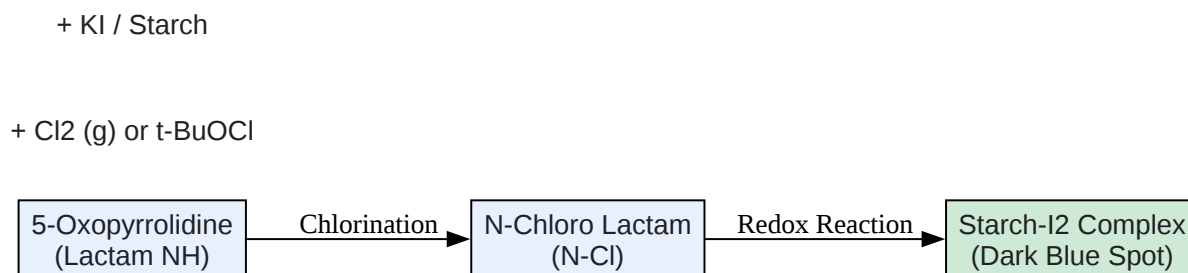 + KI / Starch
+ Cl2 (g) or t-BuOCl
5-Oxopyrrolidine
(Lactam NH)
Chlorination
N-Chloro Lactam
(N-Cl)
Redox Reaction
Starch-I2 Complex
(Dark Blue Spot)